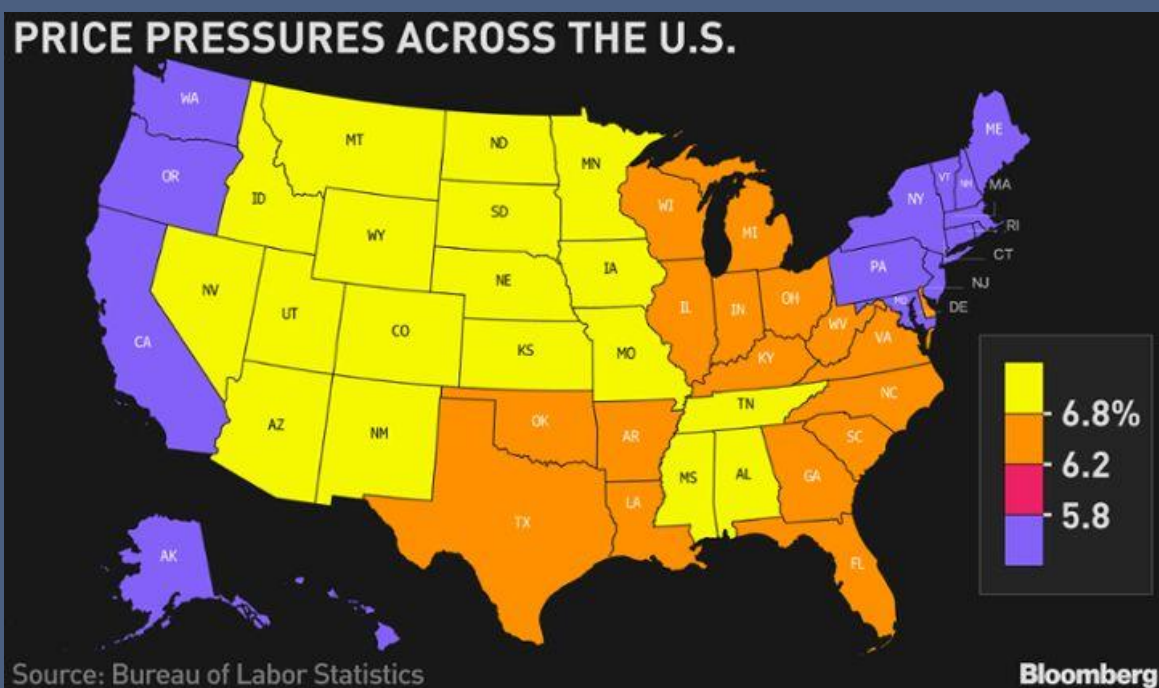 PRICE PRESSURES ACROSS THE U.S.
WA
OR
CA
ID
NV
MT
WY
UT
AZ
CO
NM
ND
SD
NE
KS
OK
TX
MN
IA
MO
AR
LA
WI
IL
MI
IN
OH
KY
TN
MS
AL
GA
FL
SC
NC
VA
WV
PA
NY
VT
NH
ME
MA
RI
CT
NJ
DE
MD
AK
6.8%
6.2
5.8
Source: Bureau of Labor Statistics
Bloomberg